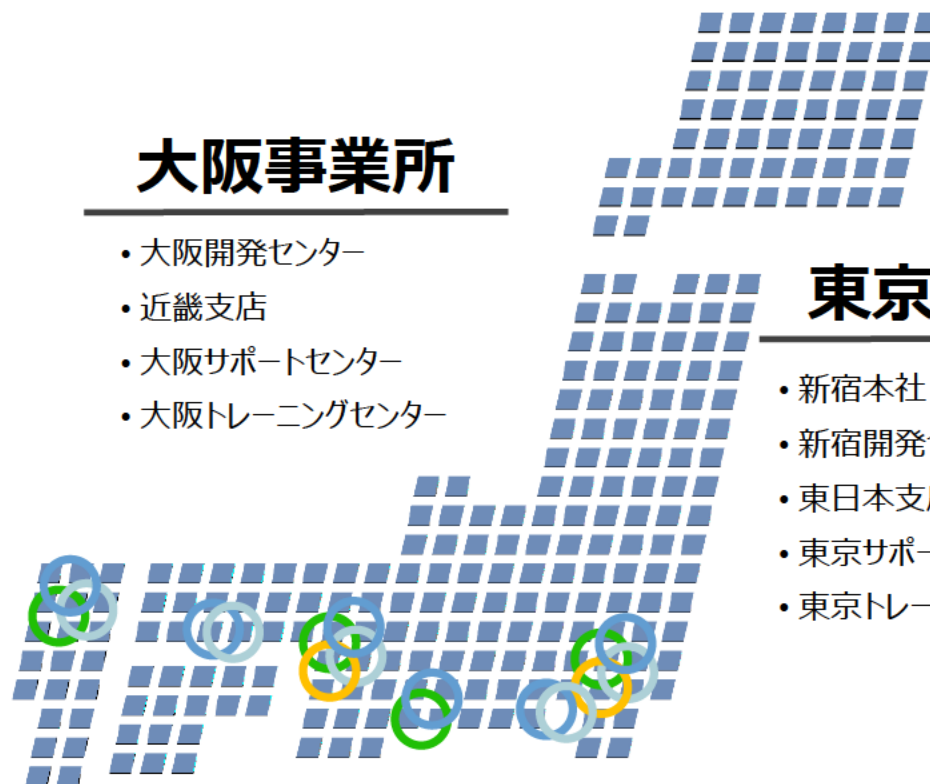 大阪事業所
• 大阪開発センター
• 近畿支店
• 大阪サポートセンター
• 大阪トレーニングセンター
東京
• 新宿本社
• 新宿開発
• 東日本支
• 東京サポー
• 東京トレー